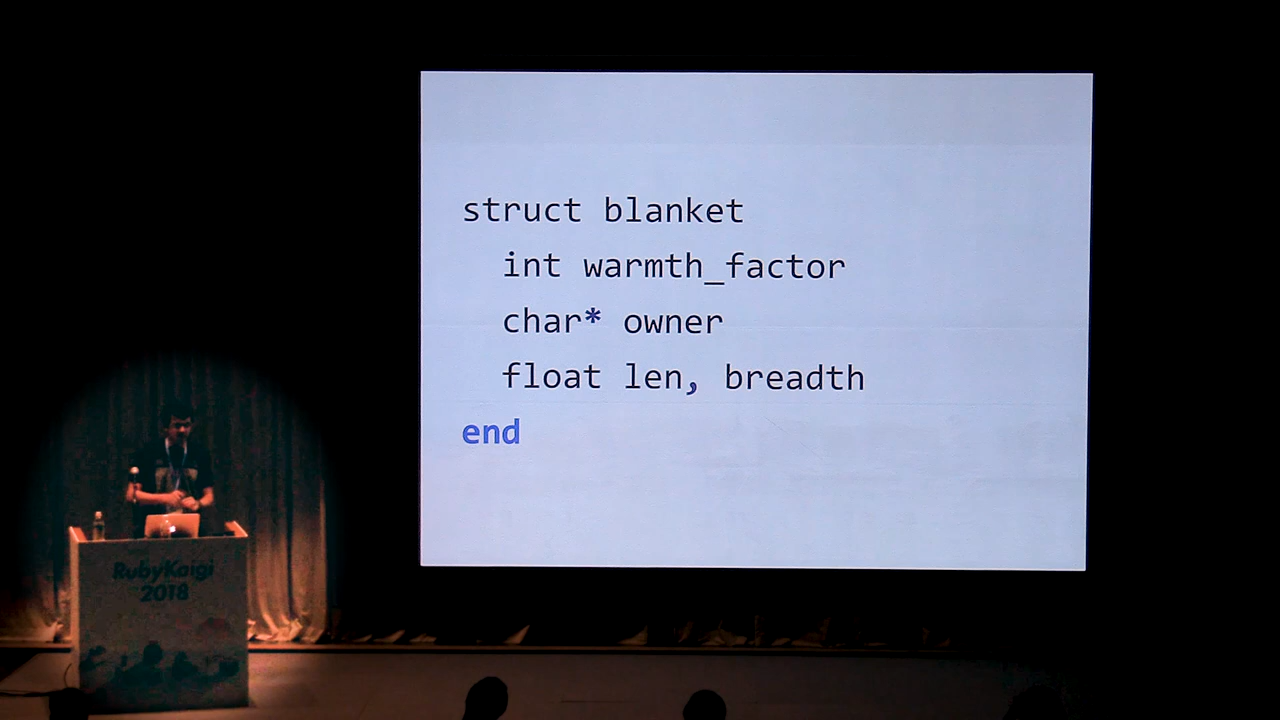 struct blanket
int warmth_factor
char* owner
float len, breadth
end
RubyKaigi
2018